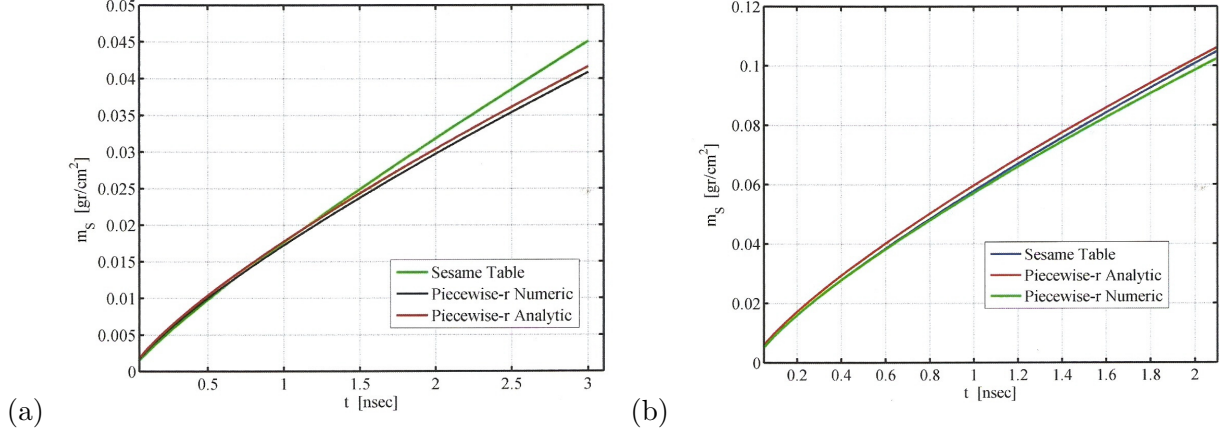 0.05
0.045
0.04
0.035
0.03
0.025
0.02
0.015
0.01
0.005
0
m_S [gr/cm²]
0.5 1 1.5 2 2.5 3
t [nsec]
Sesame Table
Piecewise-r Numeric
Piecewise-r Analytic
(a)
0.12
0.1
0.08
0.06
0.04
0.02
0
m_S [gr/cm²]
0.2 0.4 0.6 0.8 1 1.2 1.4 1.6 1.8 2
t [nsec]
Sesame Table
Piecewise-r Analytic
Piecewise-r Numeric
(b)